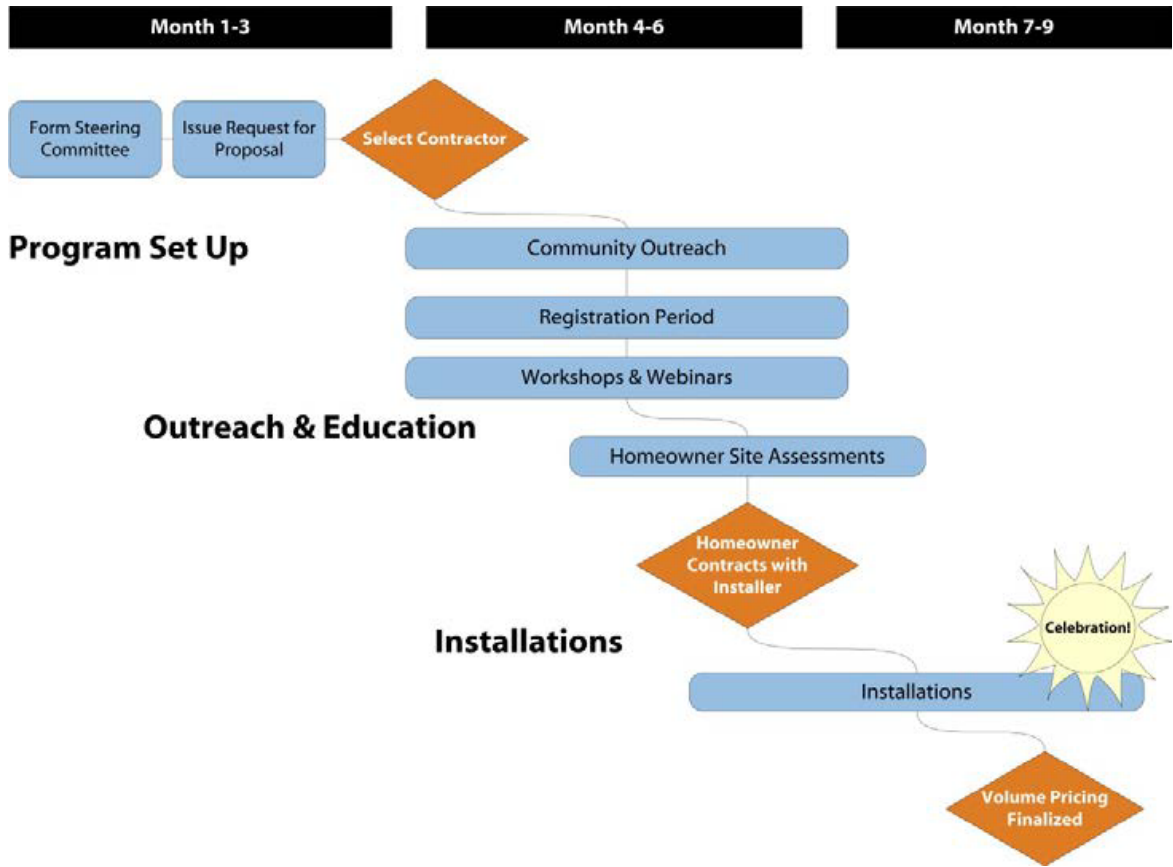 Month 1-3
Month 4-6
Month 7-9
Form Steering
Committee
Issue Request for
Proposal
Select Contractor
Program Set Up
Community Outreach
Registration Period
Workshops & Webinars
Outreach & Education
Homeowner Site Assessments
Homeowner
Contracts with
Installer
Celebration!
Installations
Installations
Volume Pricing
Finalized